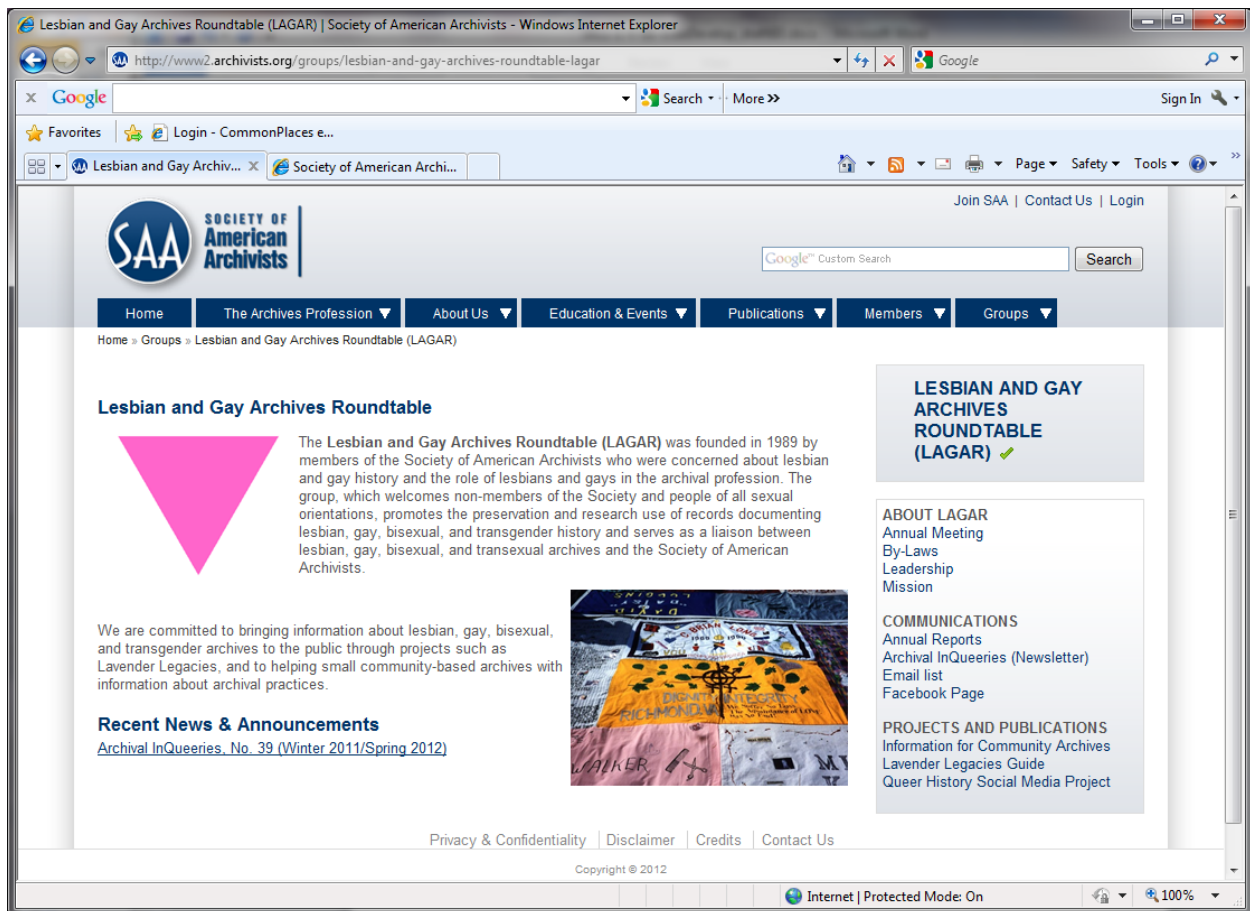 Lesbian and Gay Archives Roundtable (LAGAR) | Society of American Archivists - Windows Internet Explorer
http://www2.archivists.org/groups/lesbian-and-gay-archives-roundtable-lagar
Google
x Google
Search
More >>
Sign In
Favorites
Login - CommonPlaces e...
Lesbian and Gay Archiv... X
Society of American Archi...
Page
Safety
Tools
Join SAA | Contact Us | Login
SAA
SOCIETY OF
American
Archivists
Google™ Custom Search
Search
Home
The Archives Profession
About Us
Education & Events
Publications
Members
Groups
Home » Groups » Lesbian and Gay Archives Roundtable (LAGAR)
Lesbian and Gay Archives Roundtable
The Lesbian and Gay Archives Roundtable (LAGAR) was founded in 1989 by
members of the Society of American Archivists who were concerned about lesbian
and gay history and the role of lesbians and gays in the archival profession. The
group, which welcomes non-members of the Society and people of all sexual
orientations, promotes the preservation and research use of records documenting
lesbian, gay, bisexual, and transgender history and serves as a liaison between
lesbian, gay, bisexual, and transexual archives and the Society of American
Archivists.
We are committed to bringing information about lesbian, gay, bisexual,
and transgender archives to the public through projects such as
Lavender Legacies, and to helping small community-based archives with
information about archival practices.
BRIAN
DIGNITY INTEGRITY
RICHMOND, VA
WALKER
Recent News & Announcements
Archival InQueeries, No. 39 (Winter 2011/Spring 2012)
LESBIAN AND GAY
ARCHIVES
ROUNDTABLE
(LAGAR)
ABOUT LAGAR
Annual Meeting
By-Laws
Leadership
Mission
COMMUNICATIONS
Annual Reports
Archival InQueeries (Newsletter)
Email list
Facebook Page
PROJECTS AND PUBLICATIONS
Information for Community Archives
Lavender Legacies Guide
Queer History Social Media Project
Privacy & Confidentiality | Disclaimer | Credits | Contact Us
Copyright © 2012
Internet | Protected Mode: On
100%